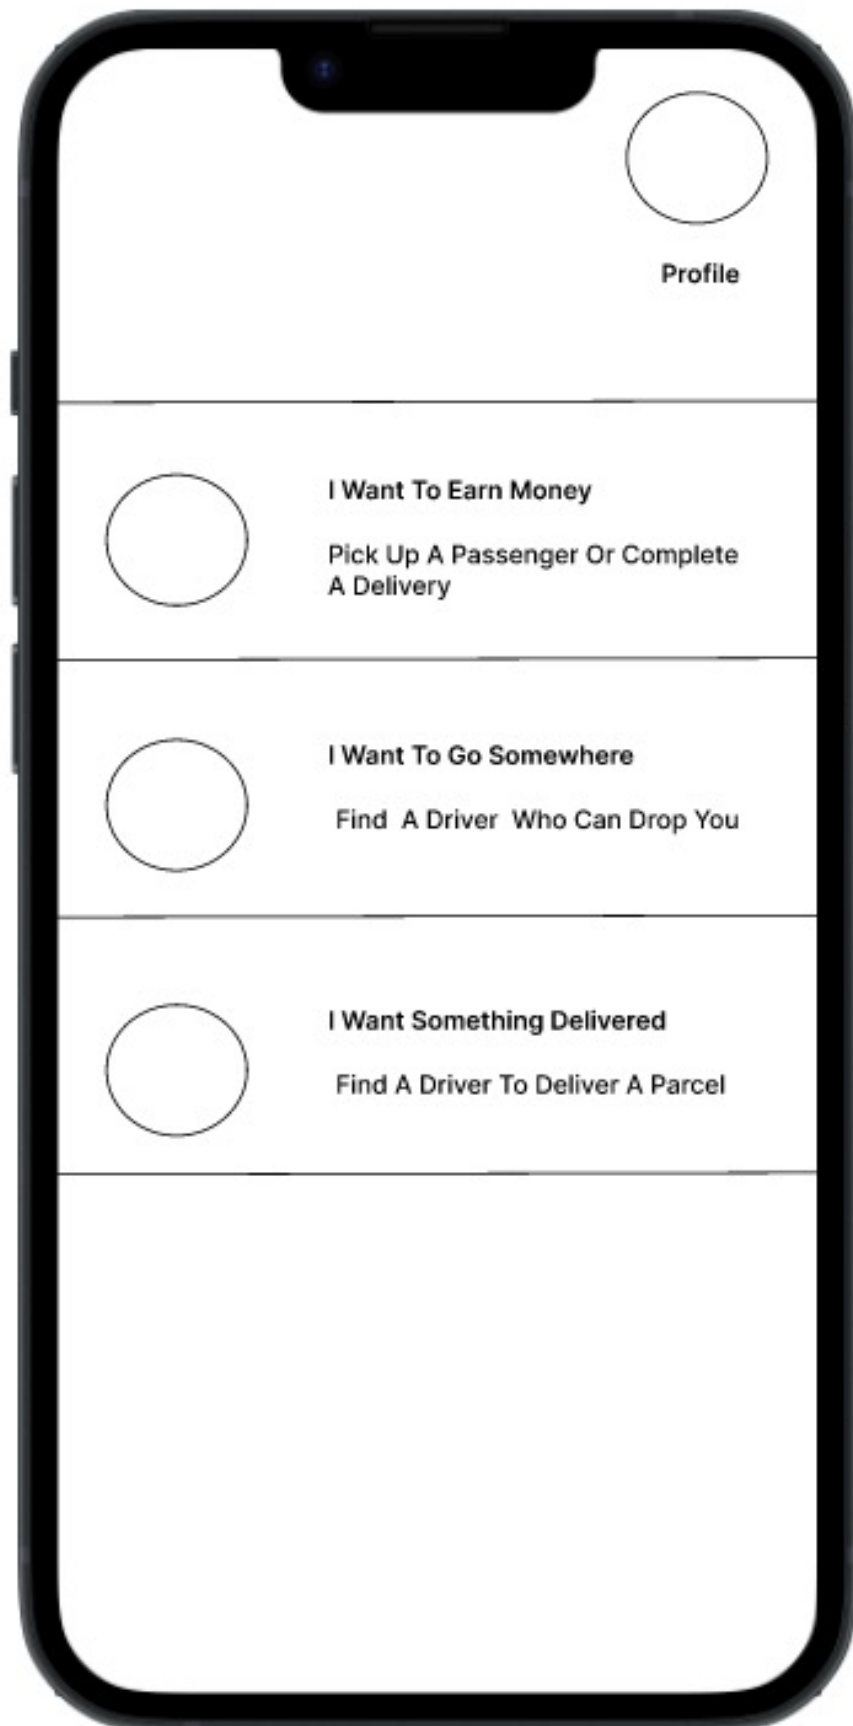 Profile
I Want To Earn Money
Pick Up A Passenger Or Complete
A Delivery
I Want To Go Somewhere
Find A Driver Who Can Drop You
I Want Something Delivered
Find A Driver To Deliver A Parcel